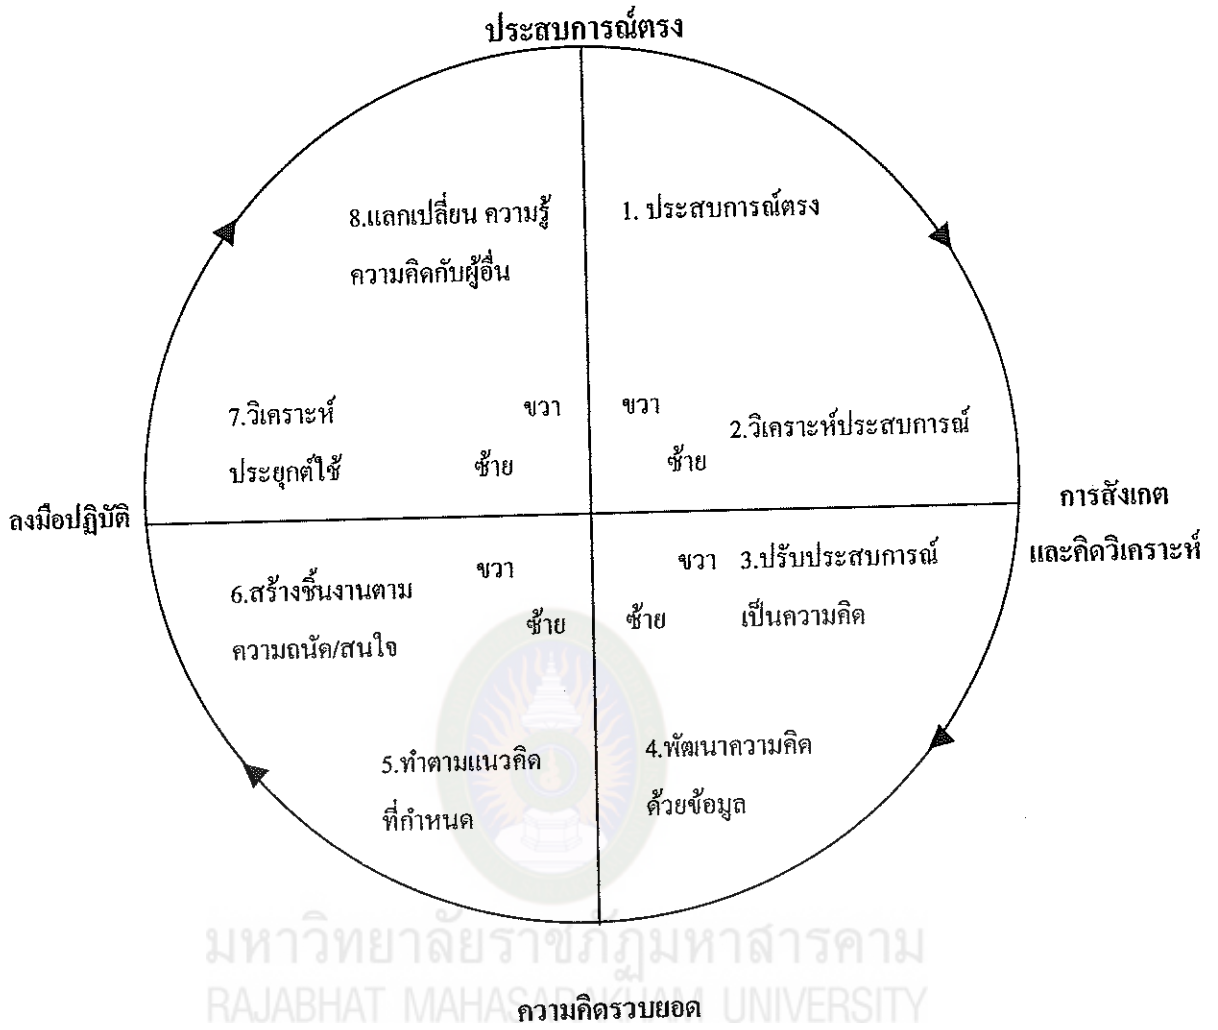 ประสบการณ์ตรง
8.แลกเปลี่ยน ความรู้
ความคิดกับผู้อื่น
1. ประสบการณ์ตรง
7.วิเคราะห์
ประยุกต์ใช้
ขวา
ซ้าย
ขวา
ซ้าย
2.วิเคราะห์ประสบการณ์
ลงมือปฏิบัติ
การสังเกต
และคิดวิเคราะห์
6.สร้างชิ้นงานตาม
ความถนัด/สนใจ
ขวา
ซ้าย
ขวา
ซ้าย
3.ปรับประสบการณ์
เป็นความคิด
5.ทำตามแนวคิด
ที่กำหนด
4.พัฒนาความคิด
ด้วยข้อมูล
มหาวิทยาลัยราชภัฏมหาสารคาม
RAJABHAT MAHASARAKHAM UNIVERSITY
ความคิดรวบยอด